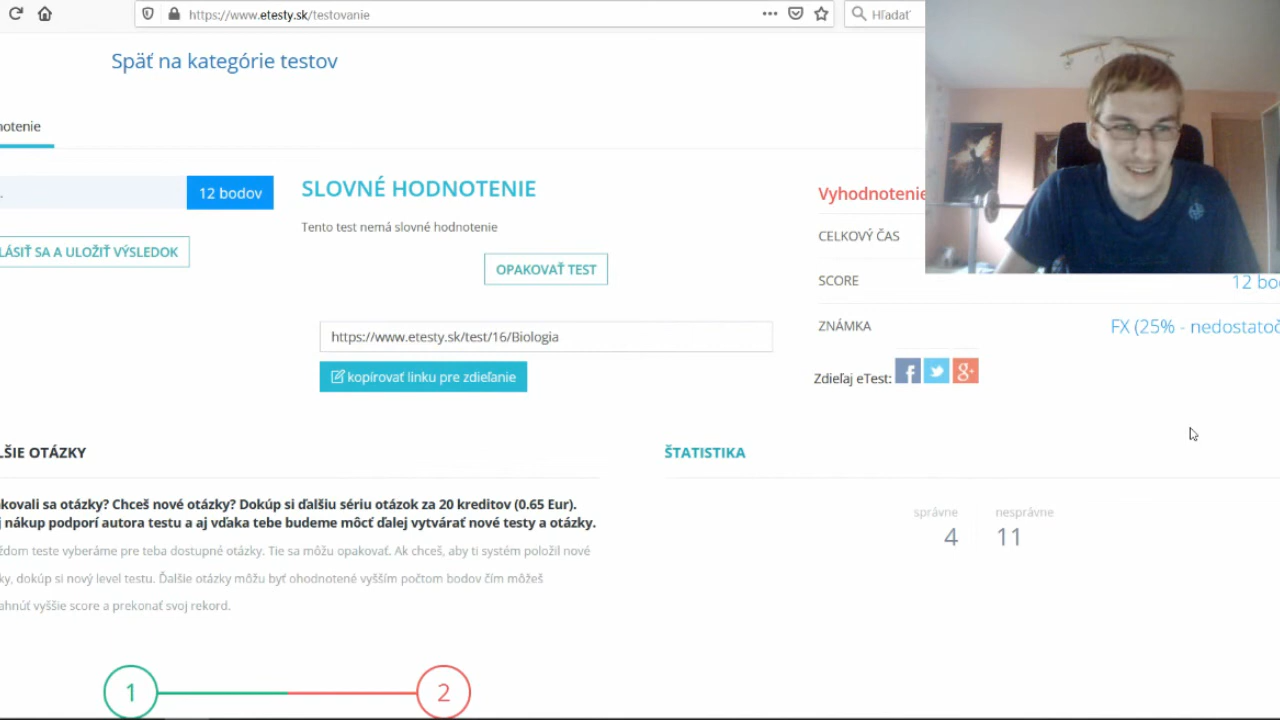 https://www.etesty.sk/testovanie
Hľadať
Späť na kategórie testov
notenie
12 bodov
SLOVNÉ HODNOTENIE
Vyhodnotenie
Tento test nemá slovné hodnotenie
CELKOVÝ ČAS
LÁSIŤ SA A ULOŽIŤ VÝSLEDOK
OPAKOVAŤ TEST
SCORE
12 bo
ZNÁMKA
FX (25% - nedostatoč
https://www.etesty.sk/test/16/Biologia
kopírovať linku pre zdieľanie
Zdieľaj eTest:
LŠIE OTÁZKY
ŠTATISTIKA
kovali sa otázky? Chceš nové otázky? Dokúp si ďalšiu sériu otázok za 20 kreditov (0.65 Eur).
j nákup podporí autora testu a aj vďaka tebe budeme môcť ďalej vytvárať nové testy a otázky.
správne
nesprávne
4
11
ždom teste vyberáme pre teba dostupné otázky. Tie sa môžu opakovať. Ak chceš, aby ti systém položil nové
ky, dokúp si nový level testu. Ďalšie otázky môžu byť ohodnotené vyšším počtom bodov čím môžeš
ahnúť vyššie score a prekonať svoj rekord.
1
2